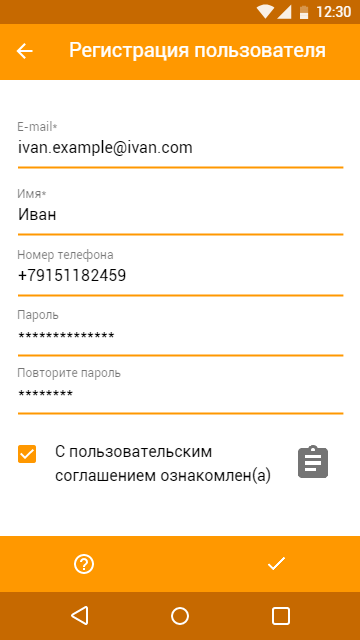 12:30
Регистрация пользователя
E-mail*
ivan.example@ivan.com
Имя*
Иван
Номер телефона
+79151182459
Пароль
**************
Повторите пароль
********
С пользовательским
соглашением ознакомлен(а)